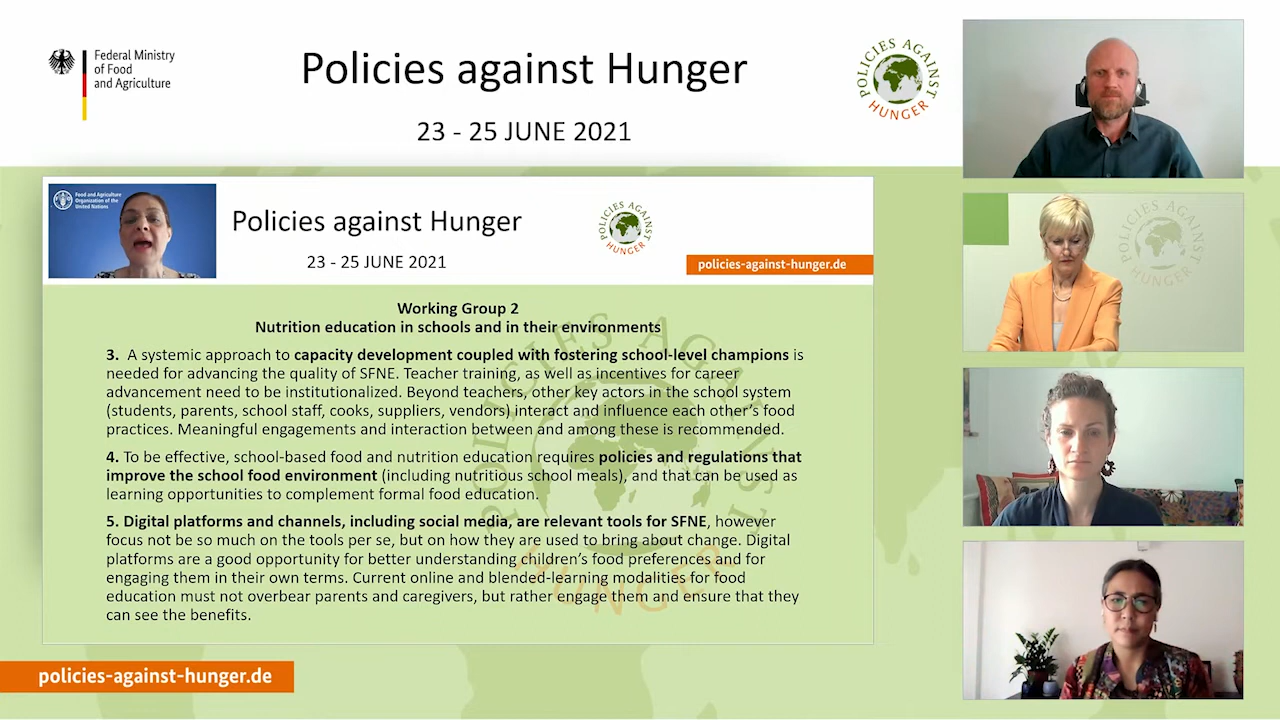 Federal Ministry
of Food
and Agriculture
Policies against Hunger
23 - 25 JUNE 2021
POLICIES AGAINST
HUNGER
Food and Agriculture
Organization of the
United Nations
Policies against Hunger
23 - 25 JUNE 2021
POLICIES AGAINST
HUNGER
policies-against-hunger.de
Working Group 2
Nutrition education in schools and in their environments
3. A systemic approach to capacity development coupled with fostering school-level champions is
needed for advancing the quality of SFNE. Teacher training, as well as incentives for career
advancement need to be institutionalized. Beyond teachers, other key actors in the school system
(students, parents, school staff, cooks, suppliers, vendors) interact and influence each other's food
practices. Meaningful engagements and interaction between and among these is recommended.
4. To be effective, school-based food and nutrition education requires policies and regulations that
improve the school food environment (including nutritious school meals), and that can be used as
learning opportunities to complement formal food education.
5. Digital platforms and channels, including social media, are relevant tools for SFNE, however
focus not be so much on the tools per se, but on how they are used to bring about change. Digital
platforms are a good opportunity for better understanding children's food preferences and for
engaging them in their own terms. Current online and blended-learning modalities for food
education must not overbear parents and caregivers, but rather engage them and ensure that they
can see the benefits.
POLICIES AGAINST
HUNGER
POLICIES AGAINST
HUNGER
policies-against-hunger.de